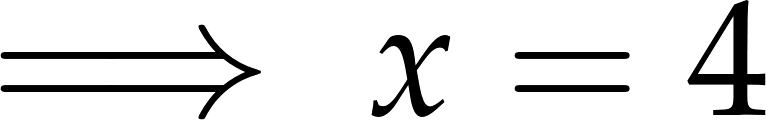 ⟹ x = 4